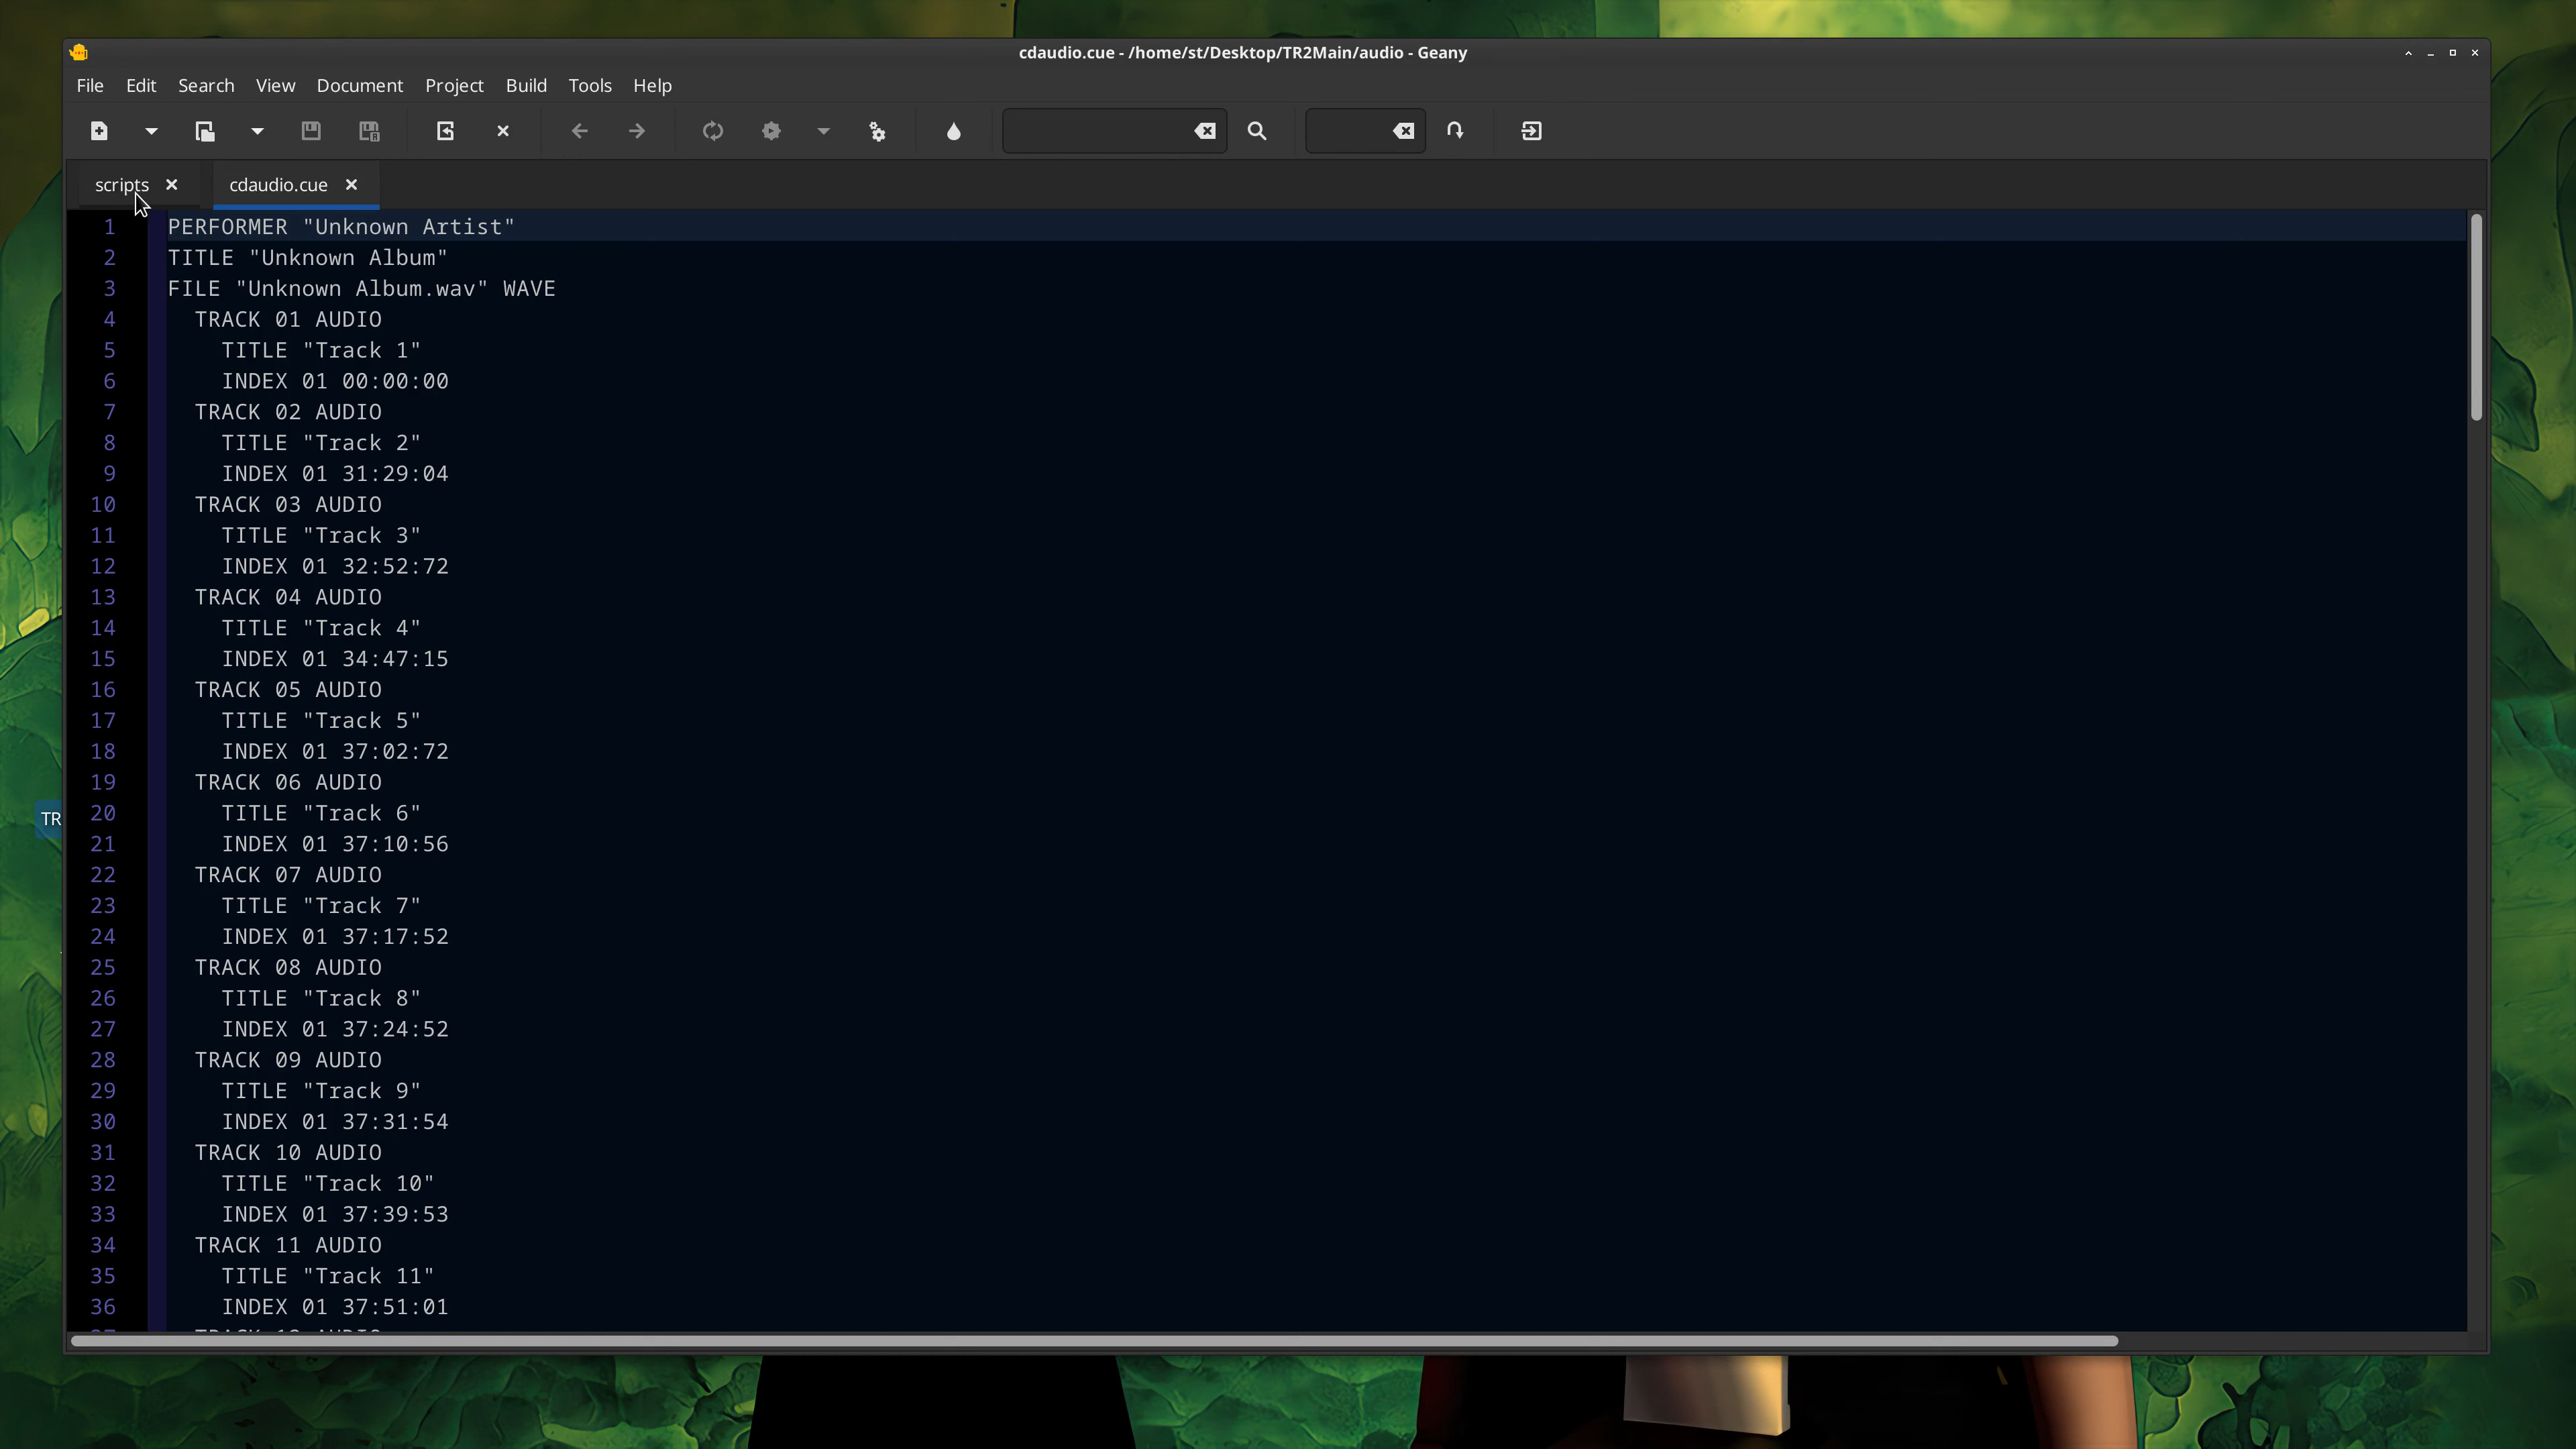 cdaudio.cue - /home/st/Desktop/TR2Main/audio - Geany
File Edit Search View Document Project Build Tools Help
scripts cdaudio.cue
1 PERFORMER "Unknown Artist"
2 TITLE "Unknown Album"
3 FILE "Unknown Album.wav" WAVE
4 TRACK 01 AUDIO
5 TITLE "Track 1"
6 INDEX 01 00:00:00
7 TRACK 02 AUDIO
8 TITLE "Track 2"
9 INDEX 01 31:29:04
10 TRACK 03 AUDIO
11 TITLE "Track 3"
12 INDEX 01 32:52:72
13 TRACK 04 AUDIO
14 TITLE "Track 4"
15 INDEX 01 34:47:15
16 TRACK 05 AUDIO
17 TITLE "Track 5"
18 INDEX 01 37:02:72
19 TRACK 06 AUDIO
20 TITLE "Track 6"
TR
21 INDEX 01 37:10:56
22 TRACK 07 AUDIO
23 TITLE "Track 7"
24 INDEX 01 37:17:52
25 TRACK 08 AUDIO
26 TITLE "Track 8"
27 INDEX 01 37:24:52
28 TRACK 09 AUDIO
29 TITLE "Track 9"
30 INDEX 01 37:31:54
31 TRACK 10 AUDIO
32 TITLE "Track 10"
33 INDEX 01 37:39:53
34 TRACK 11 AUDIO
35 TITLE "Track 11"
36 INDEX 01 37:51:01